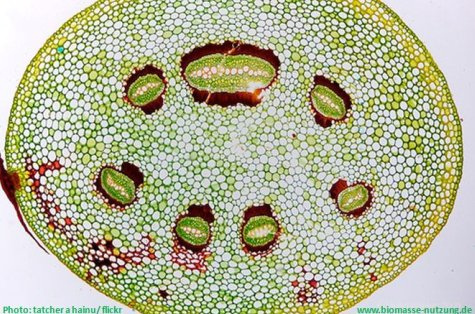 Photo: tatcher a hainu/ flickr
www.biomasse-nutzung.de